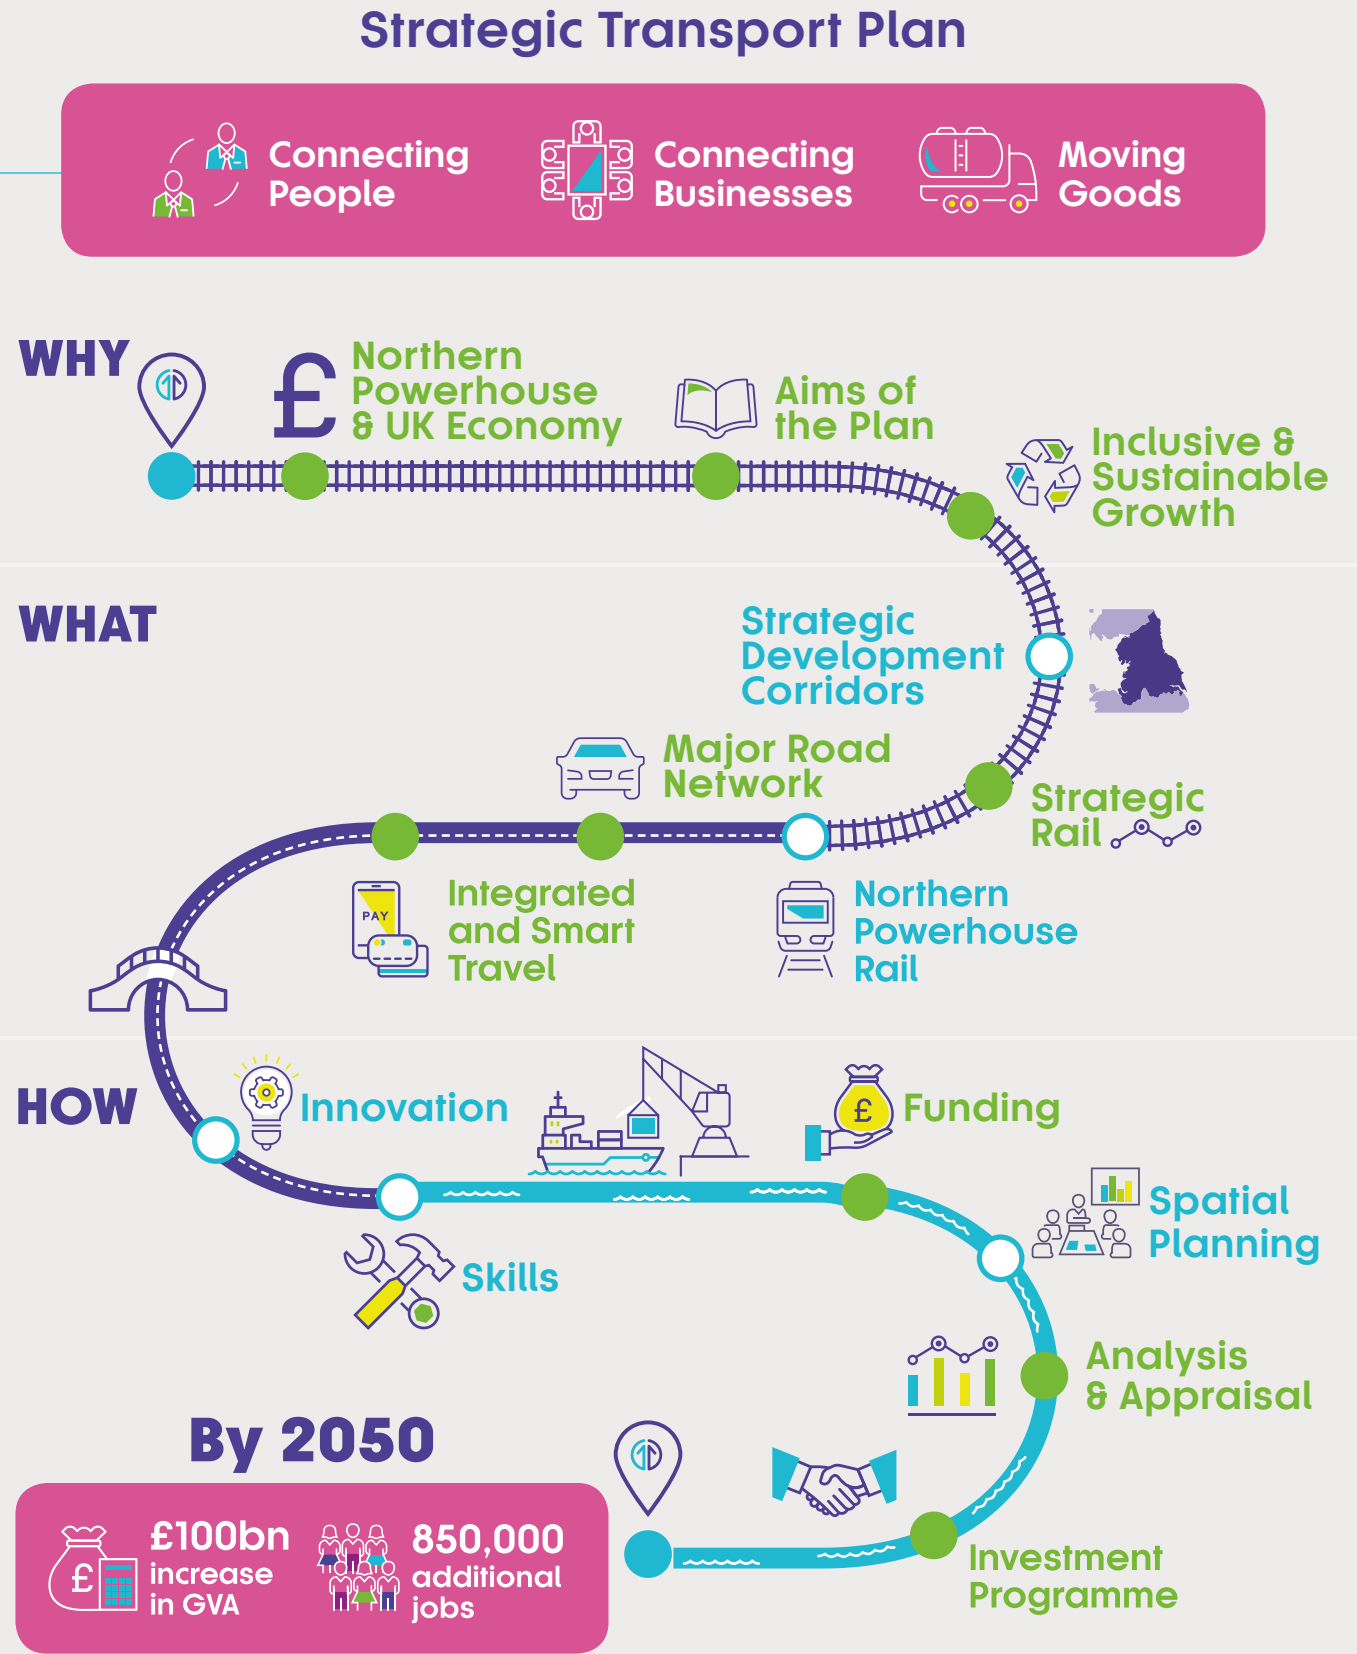 Strategic Transport Plan
Connecting
People
Connecting
Businesses
Moving
Goods
WHY
£
Northern
Powerhouse
& UK Economy
Aims of
the Plan
Inclusive &
Sustainable
Growth
WHAT
Strategic
Development
Corridors
Major Road
Network
Strategic
Rail
PAY
Integrated
and Smart
Travel
Northern
Powerhouse
Rail
HOW
Innovation
£
Funding
Spatial
Planning
Skills
Analysis
& Appraisal
By 2050
£
£100bn
increase
in GVA
850,000
additional
jobs
Investment
Programme